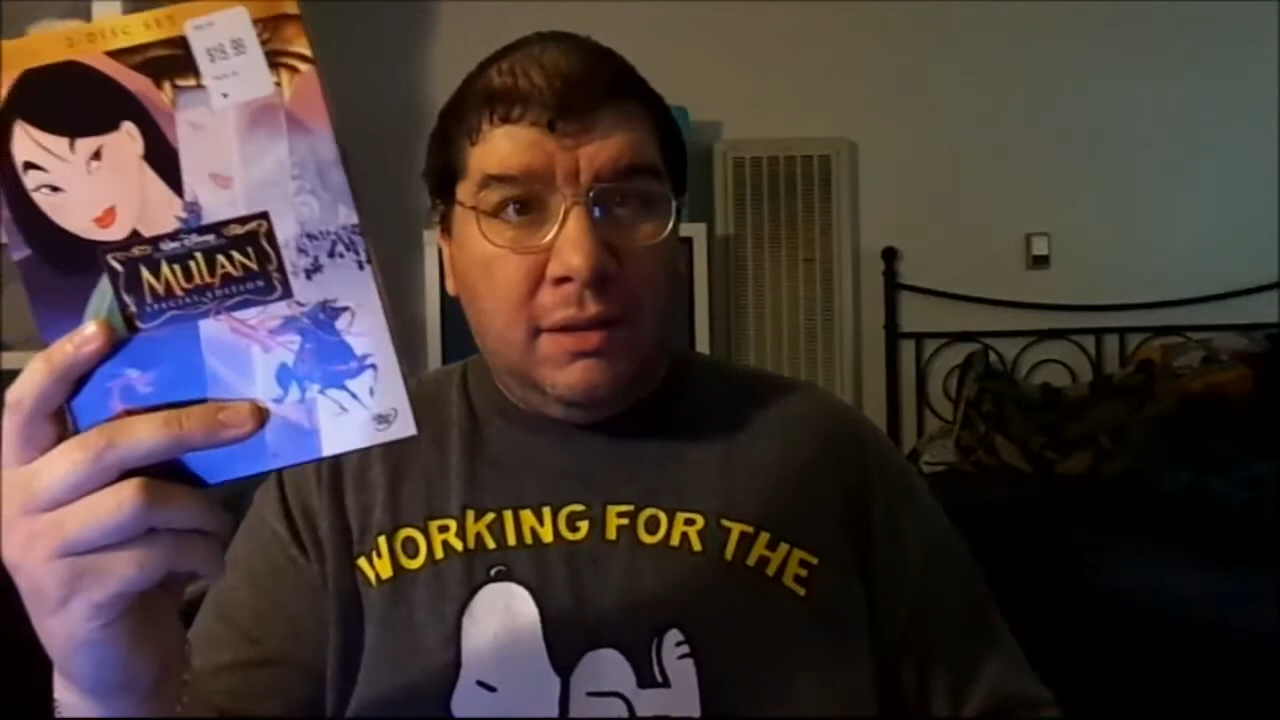 2-DISC SET
$19.99
Walt Disney
MULAN
SPECIAL EDITION
DVD
WORKING FOR THE